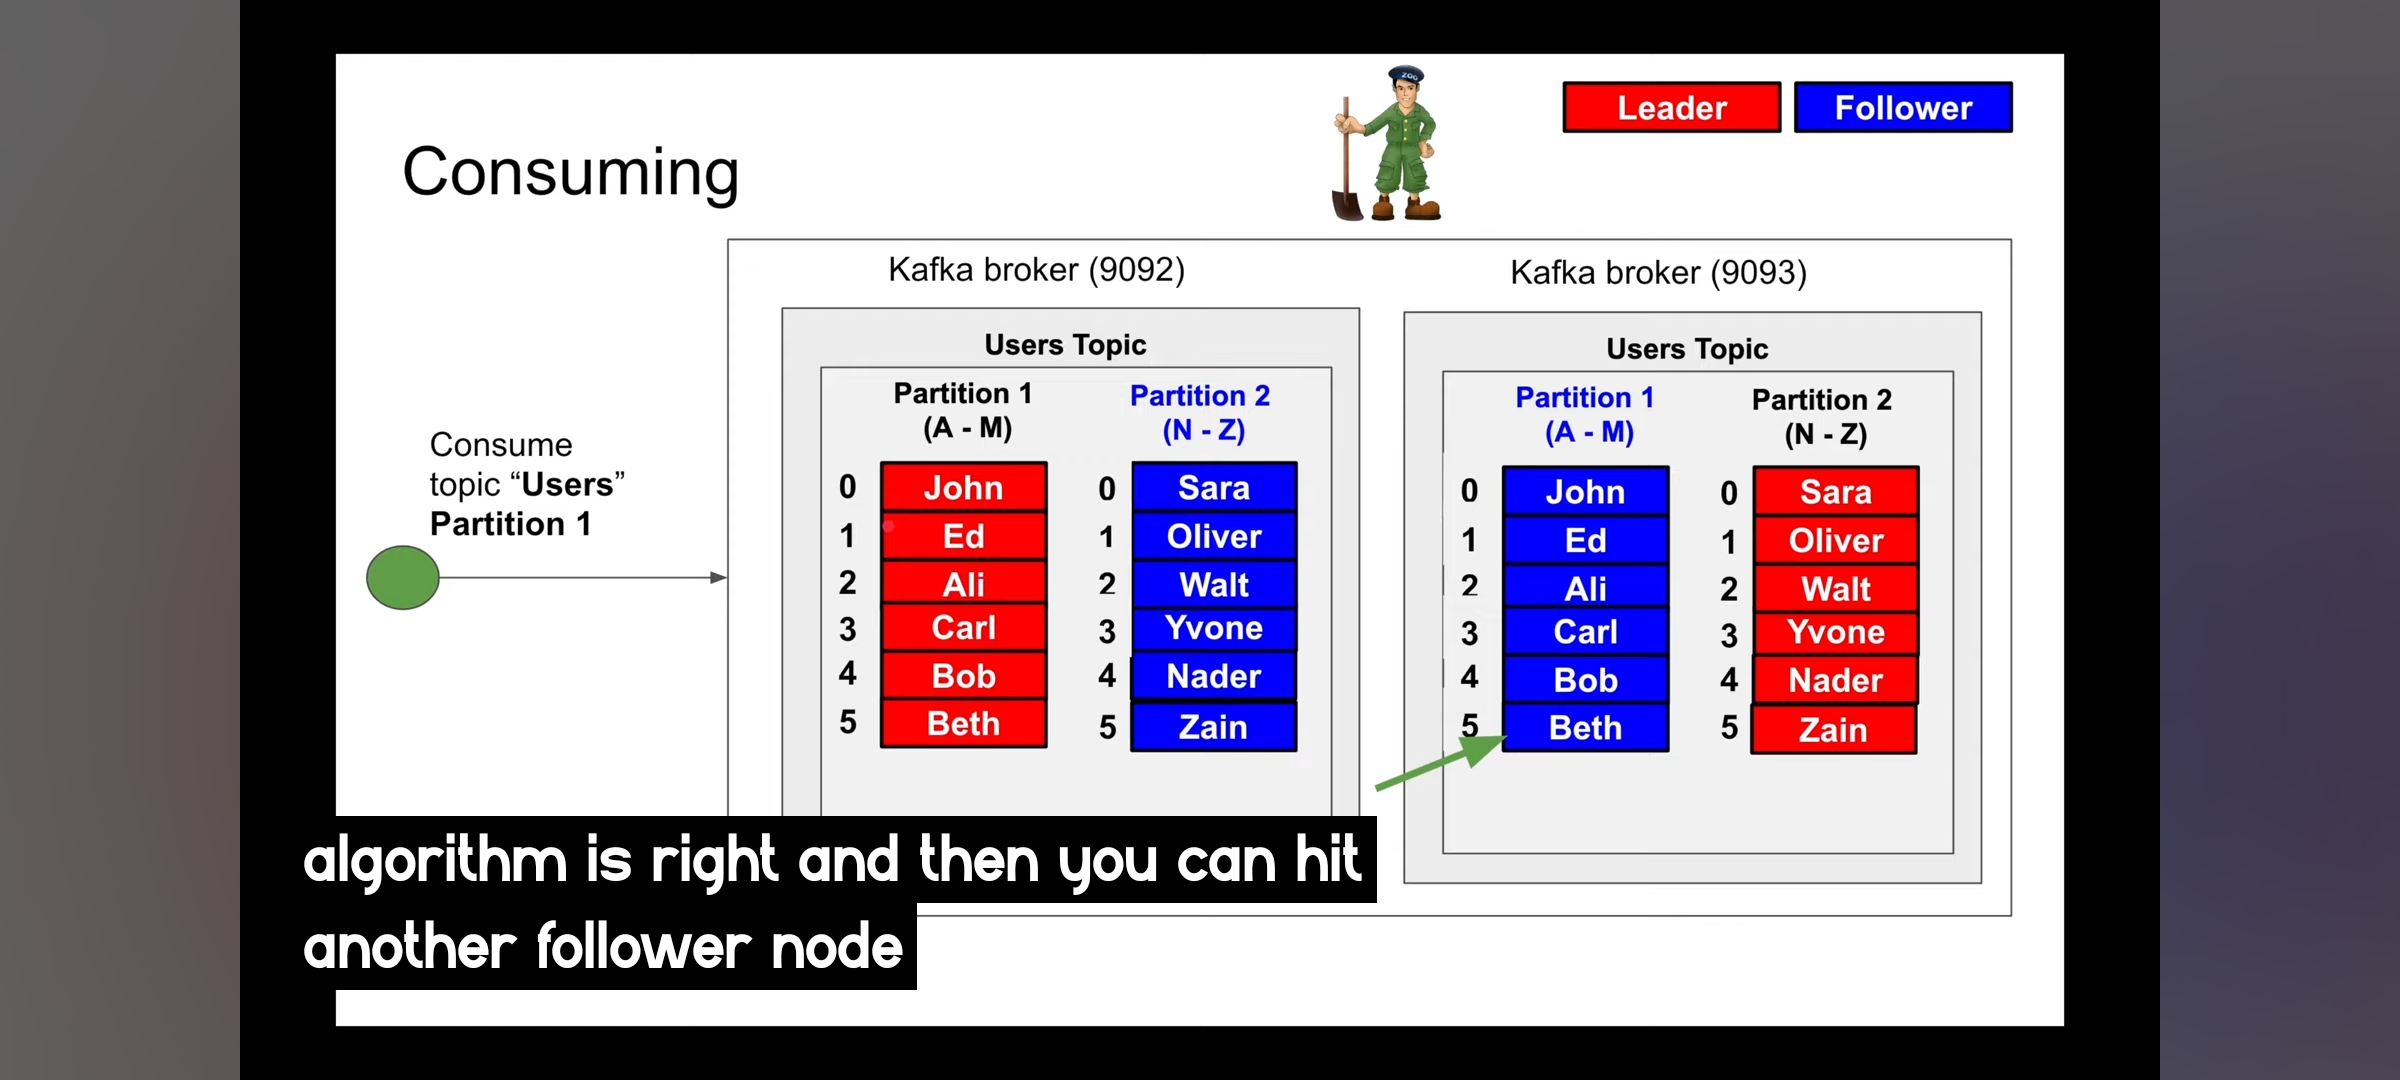 ZOO
Leader
Follower
Consuming
Kafka broker (9092)
Kafka broker (9093)
Users Topic
Users Topic
Partition 1
(A - M)
Partition 2
(N - Z)
Partition 1
(A - M)
Partition 2
(N - Z)
Consume
topic “Users”
Partition 1
0 John
1 Ed
2 Ali
3 Carl
4 Bob
5 Beth
0 Sara
1 Oliver
2 Walt
3 Yvone
4 Nader
5 Zain
0 John
1 Ed
2 Ali
3 Carl
4 Bob
5 Beth
0 Sara
1 Oliver
2 Walt
3 Yvone
4 Nader
5 Zain
algorithm is right and then you can hit
another follower node